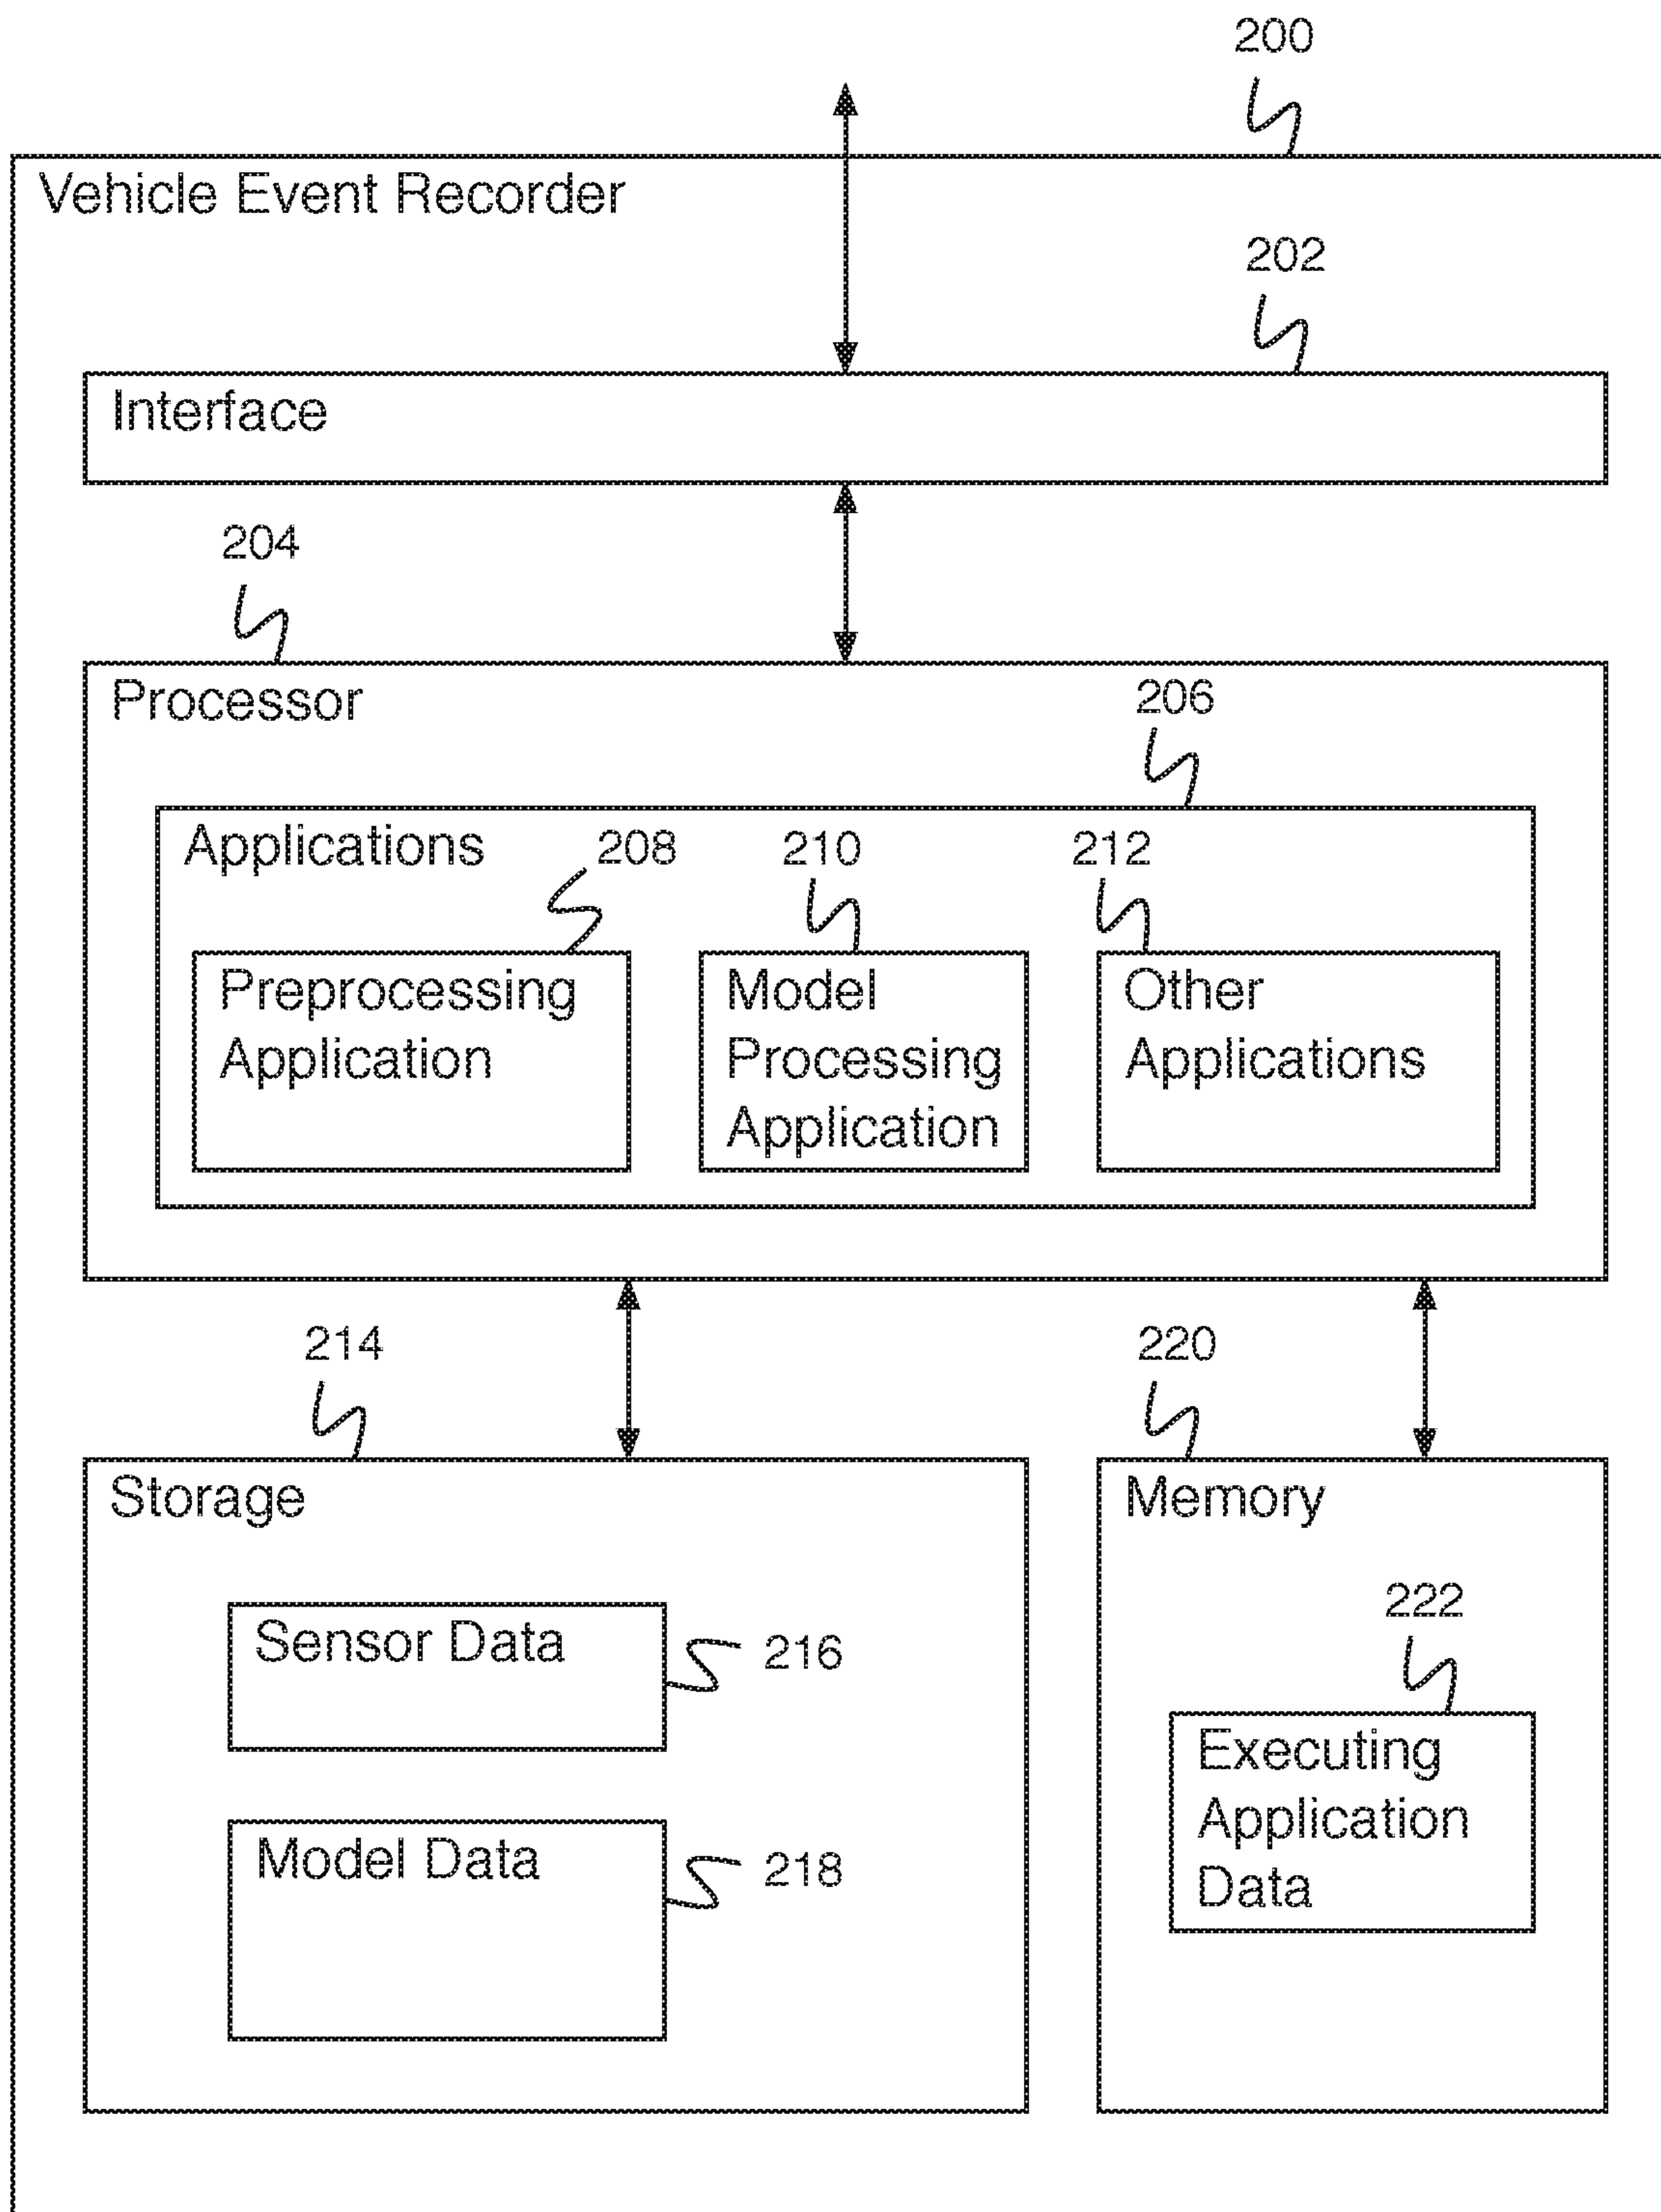 200
Vehicle Event Recorder
202
Interface
204
Processor
206
Applications
208
210
212
Preprocessing
Application
Model
Processing
Application
Other
Applications
214
220
Storage
Memory
Sensor Data
216
Model Data
218
222
Executing
Application
Data